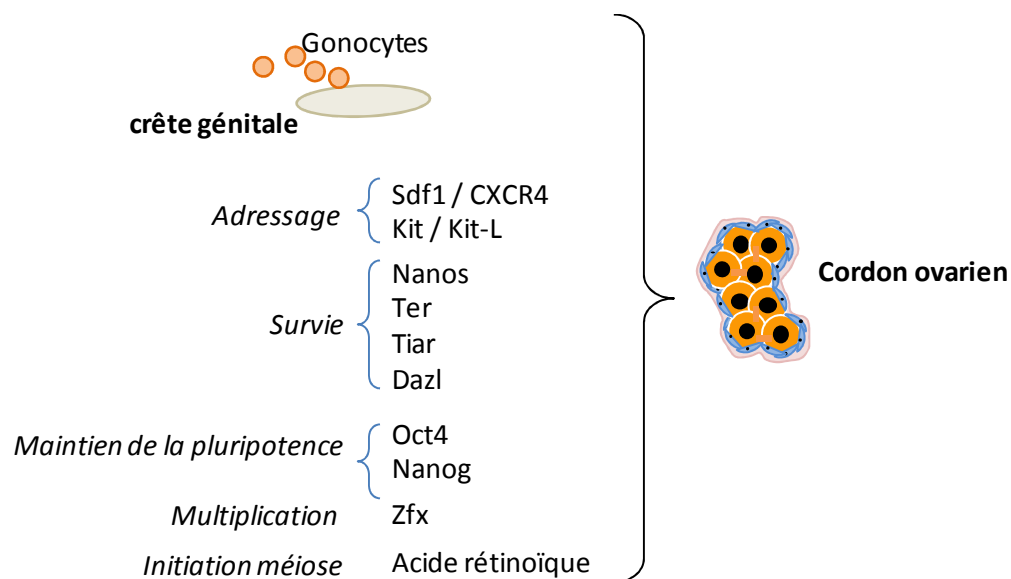 Gonocytes
crête génitale
Adressage
Sdf1 / CXCR4
Kit / Kit-L
Survie
Nanos
Ter
Tiar
Dazl
Maintien de la pluripotence
Oct4
Nanog
Multiplication Zfx
Initiation méiose Acide rétinoïque
Cordon ovarien